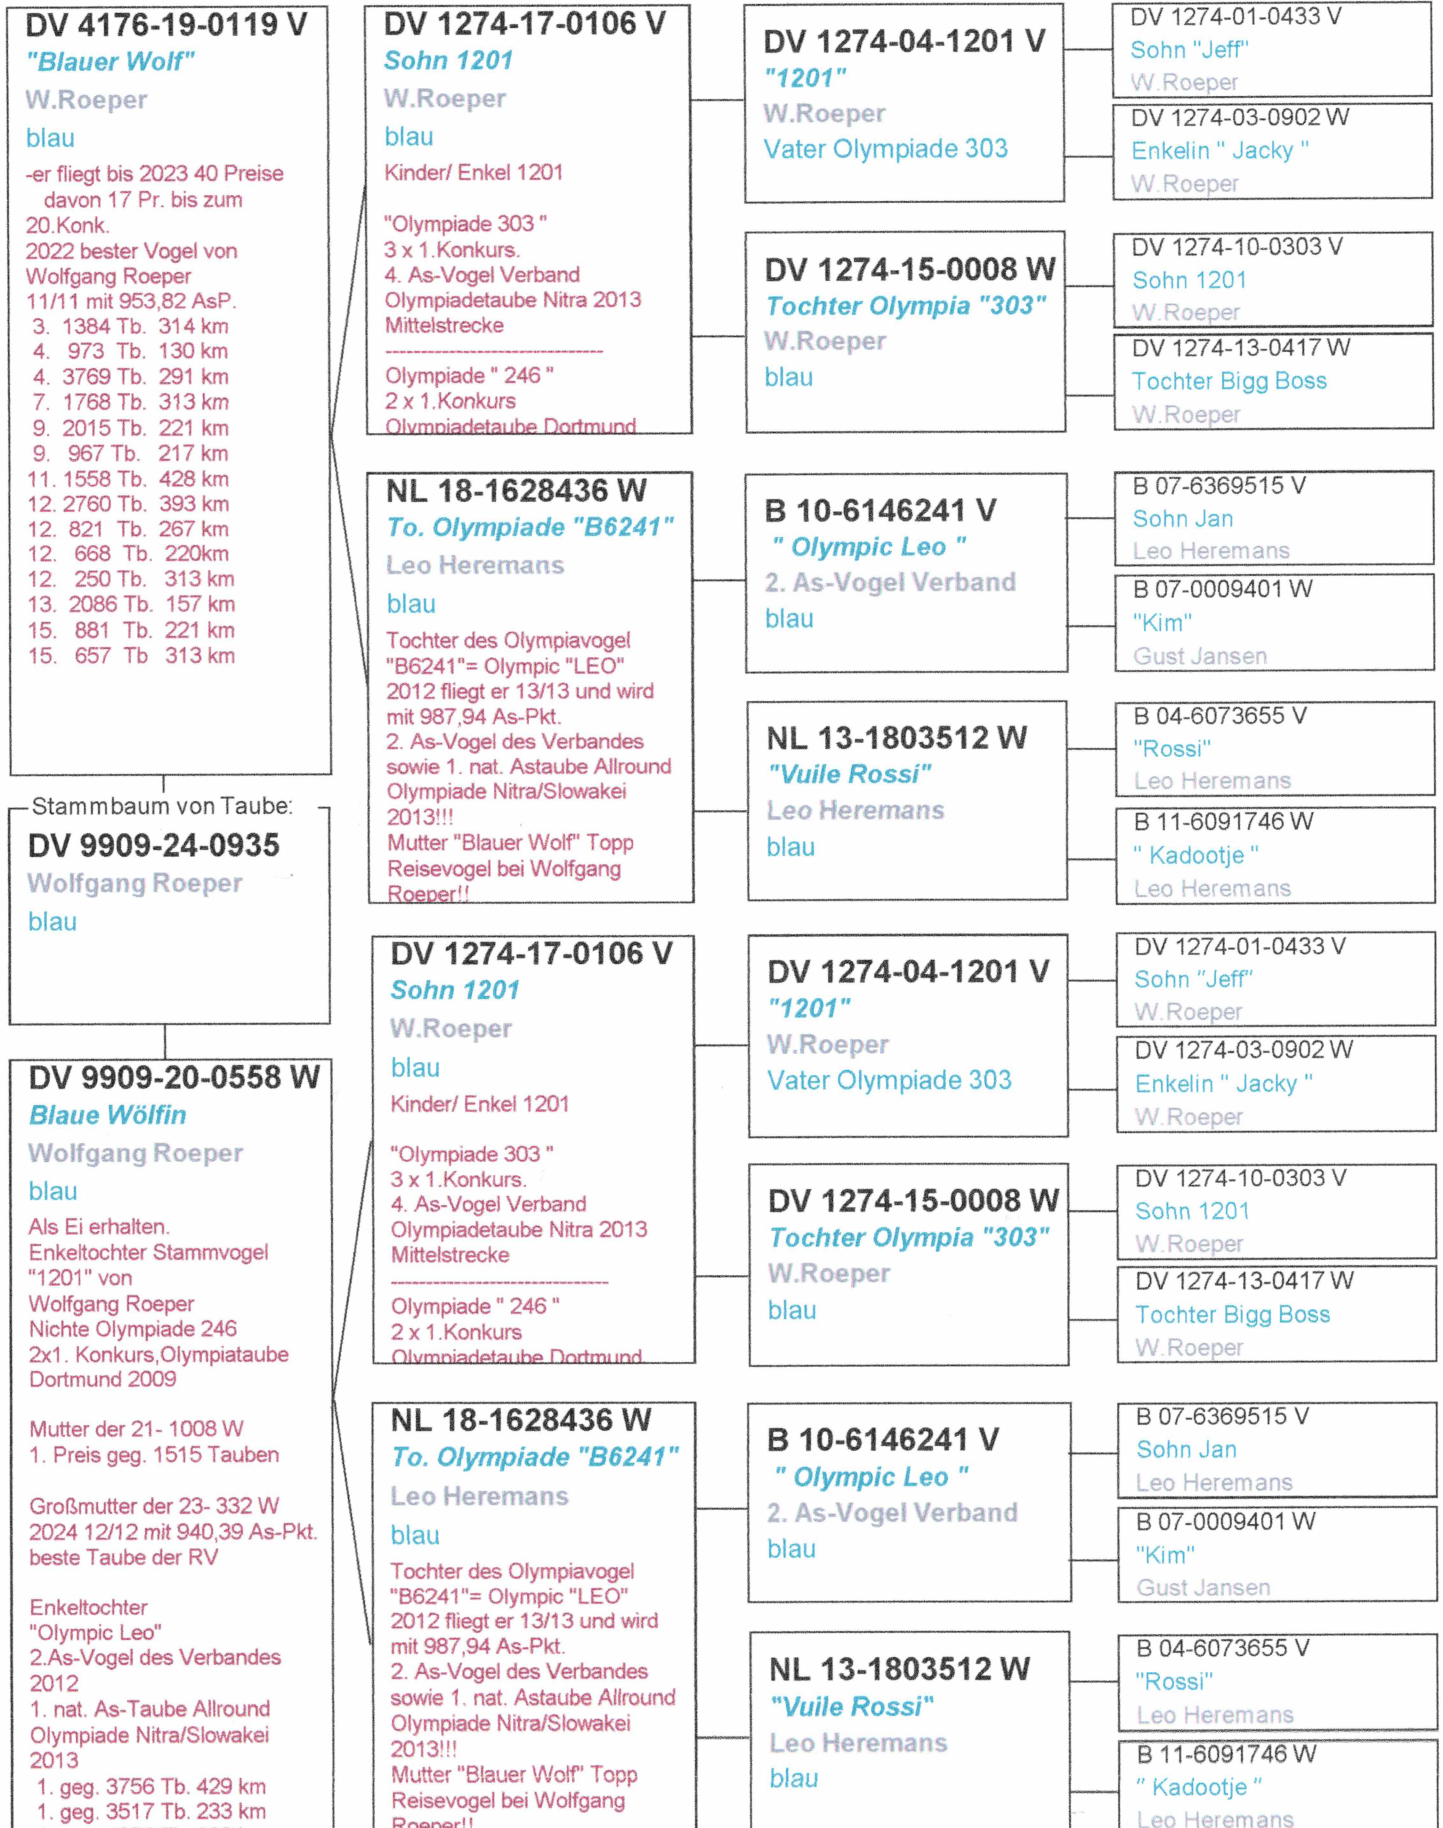 DV 4176-19-0119 V
"Blauer Wolf"
W.Roeper
blau
-er fliegt bis 2023 40 Preise
davon 17 Pr. bis zum
20.Konk.
2022 bester Vogel von
Wolfgang Roeper
11/11 mit 953,82 AsP.
3. 1384 Tb. 314 km
4. 973 Tb. 130 km
4. 3769 Tb. 291 km
7. 1768 Tb. 313 km
9. 2015 Tb. 221 km
9. 967 Tb. 217 km
11. 1558 Tb. 428 km
12. 2760 Tb. 393 km
12. 821 Tb. 267 km
12. 668 Tb. 220km
12. 250 Tb. 313 km
13. 2086 Tb. 157 km
15. 881 Tb. 221 km
15. 657 Tb 313 km
Stammbaum von Taube:
DV 9909-24-0935
Wolfgang Roeper
blau
DV 9909-20-0558 W
Blaue Wölfin
Wolfgang Roeper
blau
Als Ei erhalten.
Enkeltochter Stammvogel
"1201" von
Wolfgang Roeper
Nichte Olympiade 246
2x1. Konkurs,Olympiataube
Dortmund 2009
Mutter der 21- 1008 W
1. Preis geg. 1515 Tauben
Großmutter der 23- 332 W
2024 12/12 mit 940,39 As-Pkt.
beste Taube der RV
Enkeltochter
"Olympic Leo"
2.As-Vogel des Verbandes
2012
1. nat. As-Taube Allround
Olympiade Nitra/Slowakei
2013
1. geg. 3756 Tb. 429 km
1. geg. 3517 Tb. 233 km
DV 1274-17-0106 V
Sohn 1201
W.Roeper
blau
Kinder/ Enkel 1201
"Olympiade 303 "
3 x 1.Konkurs.
4. As-Vogel Verband
Olympiadetaube Nitra 2013
Mittelstrecke
----------------------------
Olympiade " 246 "
2 x 1.Konkurs
Olympiadetaube Dortmund
NL 18-1628436 W
To. Olympiade "B6241"
Leo Heremans
blau
Tochter des Olympiavogel
"B6241"= Olympic "LEO"
2012 fliegt er 13/13 und wird
mit 987,94 As-Pkt.
2. As-Vogel des Verbandes
sowie 1. nat. Astaube Allround
Olympiade Nitra/Slowakei
2013!!!
Mutter "Blauer Wolf" Topp
Reisevogel bei Wolfgang
Roeper!!
DV 1274-17-0106 V
Sohn 1201
W.Roeper
blau
Kinder/ Enkel 1201
"Olympiade 303 "
3 x 1.Konkurs.
4. As-Vogel Verband
Olympiadetaube Nitra 2013
Mittelstrecke
----------------------------
Olympiade " 246 "
2 x 1.Konkurs
Olympiadetaube Dortmund
NL 18-1628436 W
To. Olympiade "B6241"
Leo Heremans
blau
Tochter des Olympiavogel
"B6241"= Olympic "LEO"
2012 fliegt er 13/13 und wird
mit 987,94 As-Pkt.
2. As-Vogel des Verbandes
sowie 1. nat. Astaube Allround
Olympiade Nitra/Slowakei
2013!!!
Mutter "Blauer Wolf" Topp
Reisevogel bei Wolfgang
Roeper!!
DV 1274-04-1201 V
"1201"
W.Roeper
Vater Olympiade 303
DV 1274-15-0008 W
Tochter Olympia "303"
W.Roeper
blau
B 10-6146241 V
" Olympic Leo "
2. As-Vogel Verband
blau
NL 13-1803512 W
"Vuile Rossi"
Leo Heremans
blau
DV 1274-04-1201 V
"1201"
W.Roeper
Vater Olympiade 303
DV 1274-15-0008 W
Tochter Olympia "303"
W.Roeper
blau
B 10-6146241 V
" Olympic Leo "
2. As-Vogel Verband
blau
NL 13-1803512 W
"Vuile Rossi"
Leo Heremans
blau
DV 1274-01-0433 V
Sohn "Jeff"
W.Roeper
DV 1274-03-0902 W
Enkelin " Jacky "
W.Roeper
DV 1274-10-0303 V
Sohn 1201
W.Roeper
DV 1274-13-0417 W
Tochter Bigg Boss
W.Roeper
B 07-6369515 V
Sohn Jan
Leo Heremans
B 07-0009401 W
"Kim"
Gust Jansen
B 04-6073655 V
"Rossi"
Leo Heremans
B 11-6091746 W
" Kadootje "
Leo Heremans
DV 1274-01-0433 V
Sohn "Jeff"
W.Roeper
DV 1274-03-0902 W
Enkelin " Jacky "
W.Roeper
DV 1274-10-0303 V
Sohn 1201
W.Roeper
DV 1274-13-0417 W
Tochter Bigg Boss
W.Roeper
B 07-6369515 V
Sohn Jan
Leo Heremans
B 07-0009401 W
"Kim"
Gust Jansen
B 04-6073655 V
"Rossi"
Leo Heremans
B 11-6091746 W
" Kadootje "
Leo Heremans